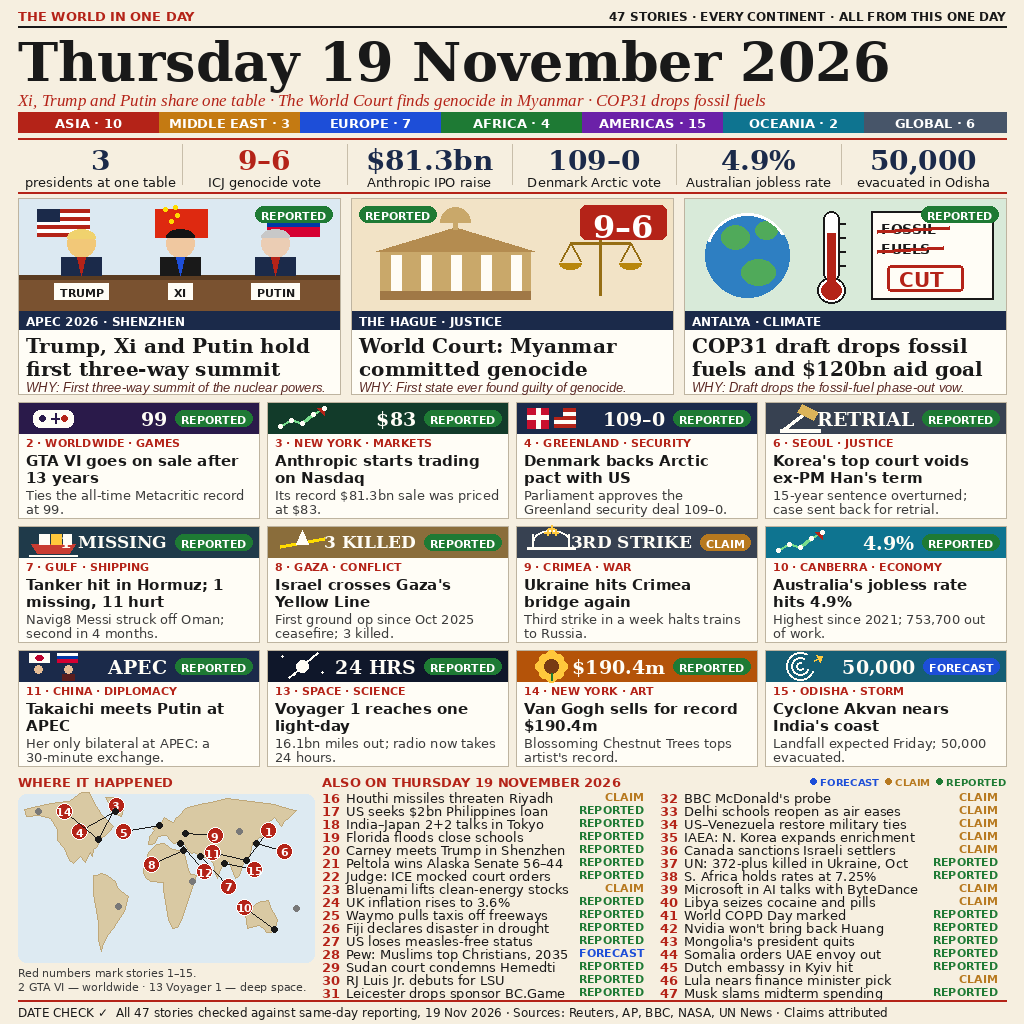 THE WORLD IN ONE DAY
47 STORIES · EVERY CONTINENT · ALL FROM THIS ONE DAY
Thursday 19 November 2026
Xi, Trump and Putin share one table · The World Court finds genocide in Myanmar · COP31 drops fossil fuels
ASIA · 10
MIDDLE EAST · 3
EUROPE · 7
AFRICA · 4
AMERICAS · 15
OCEANIA · 2
GLOBAL · 6
3
presidents at one table
9–6
ICJ genocide vote
$81.3bn
Anthropic IPO raise
109–0
Denmark Arctic vote
4.9%
Australian jobless rate
50,000
evacuated in Odisha
REPORTED
TRUMP
XI
PUTIN
APEC 2026 · SHENZHEN
Trump, Xi and Putin hold
first three-way summit
WHY: First three-way summit of the nuclear powers.
REPORTED
9–6
THE HAGUE · JUSTICE
World Court: Myanmar
committed genocide
WHY: First state ever found guilty of genocide.
REPORTED
FOSSIL
FUELS
CUT
ANTALYA · CLIMATE
COP31 draft drops fossil
fuels and $120bn aid goal
WHY: Draft drops the fossil-fuel phase-out vow.
99
REPORTED
2 · WORLDWIDE · GAMES
GTA VI goes on sale after
13 years
Ties the all-time Metacritic record
at 99.
$83
REPORTED
3 · NEW YORK · MARKETS
Anthropic starts trading
on Nasdaq
Its record $81.3bn sale was priced
at $83.
109–0
REPORTED
4 · GREENLAND · SECURITY
Denmark backs Arctic
pact with US
Parliament approves the
Greenland security deal 109–0.
RETRIAL
REPORTED
6 · SEOUL · JUSTICE
Korea's top court voids
ex-PM Han's term
15-year sentence overturned;
case sent back for retrial.
1 MISSING
REPORTED
7 · GULF · SHIPPING
Tanker hit in Hormuz; 1
missing, 11 hurt
Navig8 Messi struck off Oman;
second in 4 months.
3 KILLED
REPORTED
8 · GAZA · CONFLICT
Israel crosses Gaza's
Yellow Line
First ground op since Oct 2025
ceasefire; 3 killed.
3RD STRIKE
CLAIM
9 · CRIMEA · WAR
Ukraine hits Crimea
bridge again
Third strike in a week halts trains
to Russia.
4.9%
REPORTED
10 · CANBERRA · ECONOMY
Australia's jobless rate
hits 4.9%
Highest since 2021; 753,700 out
of work.
APEC
REPORTED
11 · CHINA · DIPLOMACY
Takaichi meets Putin at
APEC
Her only bilateral at APEC: a
30-minute exchange.
24 HRS
REPORTED
13 · SPACE · SCIENCE
Voyager 1 reaches one
light-day
16.1bn miles out; radio now takes
24 hours.
$190.4m
REPORTED
14 · NEW YORK · ART
Van Gogh sells for record
$190.4m
Blossoming Chestnut Trees tops
artist's record.
50,000
FORECAST
15 · ODISHA · STORM
Cyclone Akvan nears
India's coast
Landfall expected Friday; 50,000
evacuated.
WHERE IT HAPPENED
14
3
4
5
9
1
6
11
8
12
15
7
10
Red numbers mark stories 1–15.
2 GTA VI — worldwide · 13 Voyager 1 — deep space.
ALSO ON THURSDAY 19 NOVEMBER 2026
FORECAST CLAIM REPORTED
16 Houthi missiles threaten Riyadh CLAIM
17 US seeks $2bn Philippines loan REPORTED
18 India–Japan 2+2 talks in Tokyo REPORTED
19 Florida floods close schools REPORTED
20 Carney meets Trump in Shenzhen REPORTED
21 Peltola wins Alaska Senate 56–44 REPORTED
22 Judge: ICE mocked court orders REPORTED
23 Bluenami lifts clean-energy stocks CLAIM
24 UK inflation rises to 3.6% REPORTED
25 Waymo pulls taxis off freeways REPORTED
26 Fiji declares disaster in drought REPORTED
27 US loses measles-free status REPORTED
28 Pew: Muslims top Christians, 2035 FORECAST
29 Sudan court condemns Hemedti REPORTED
30 RJ Luis Jr. debuts for LSU REPORTED
31 Leicester drops sponsor BC.Game REPORTED
32 BBC McDonald's probe CLAIM
33 Delhi schools reopen as air eases CLAIM
34 US–Venezuela restore military ties CLAIM
35 IAEA: N. Korea expands enrichment CLAIM
36 Canada sanctions Israeli settlers CLAIM
37 UN: 372-plus killed in Ukraine, Oct REPORTED
38 S. Africa holds rates at 7.25% REPORTED
39 Microsoft in AI talks with ByteDance CLAIM
40 Libya seizes cocaine and pills CLAIM
41 World COPD Day marked REPORTED
42 Nvidia won't bring back Huang REPORTED
43 Mongolia's president quits REPORTED
44 Somalia orders UAE envoy out REPORTED
45 Dutch embassy in Kyiv hit REPORTED
46 Lula nears finance minister pick CLAIM
47 Musk slams midterm spending REPORTED
DATE CHECK ✓ All 47 stories checked against same-day reporting, 19 Nov 2026 · Sources: Reuters, AP, BBC, NASA, UN News · Claims attributed